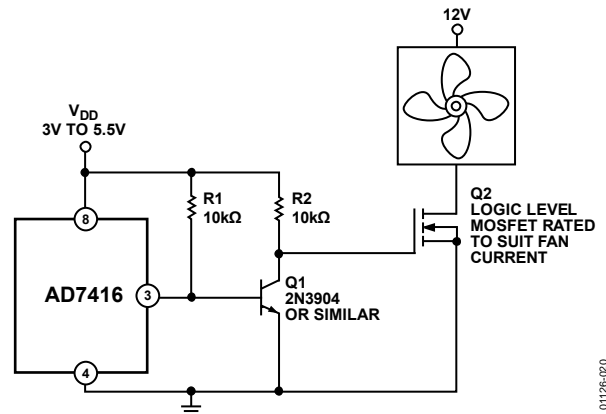 12V
V_DD
3V TO 5.5V
R1
10kΩ
R2
10kΩ
Q2
LOGIC LEVEL
MOSFET RATED
TO SUIT FAN
CURRENT
8
AD7416
3
Q1
2N3904
OR SIMILAR
4
01126-020